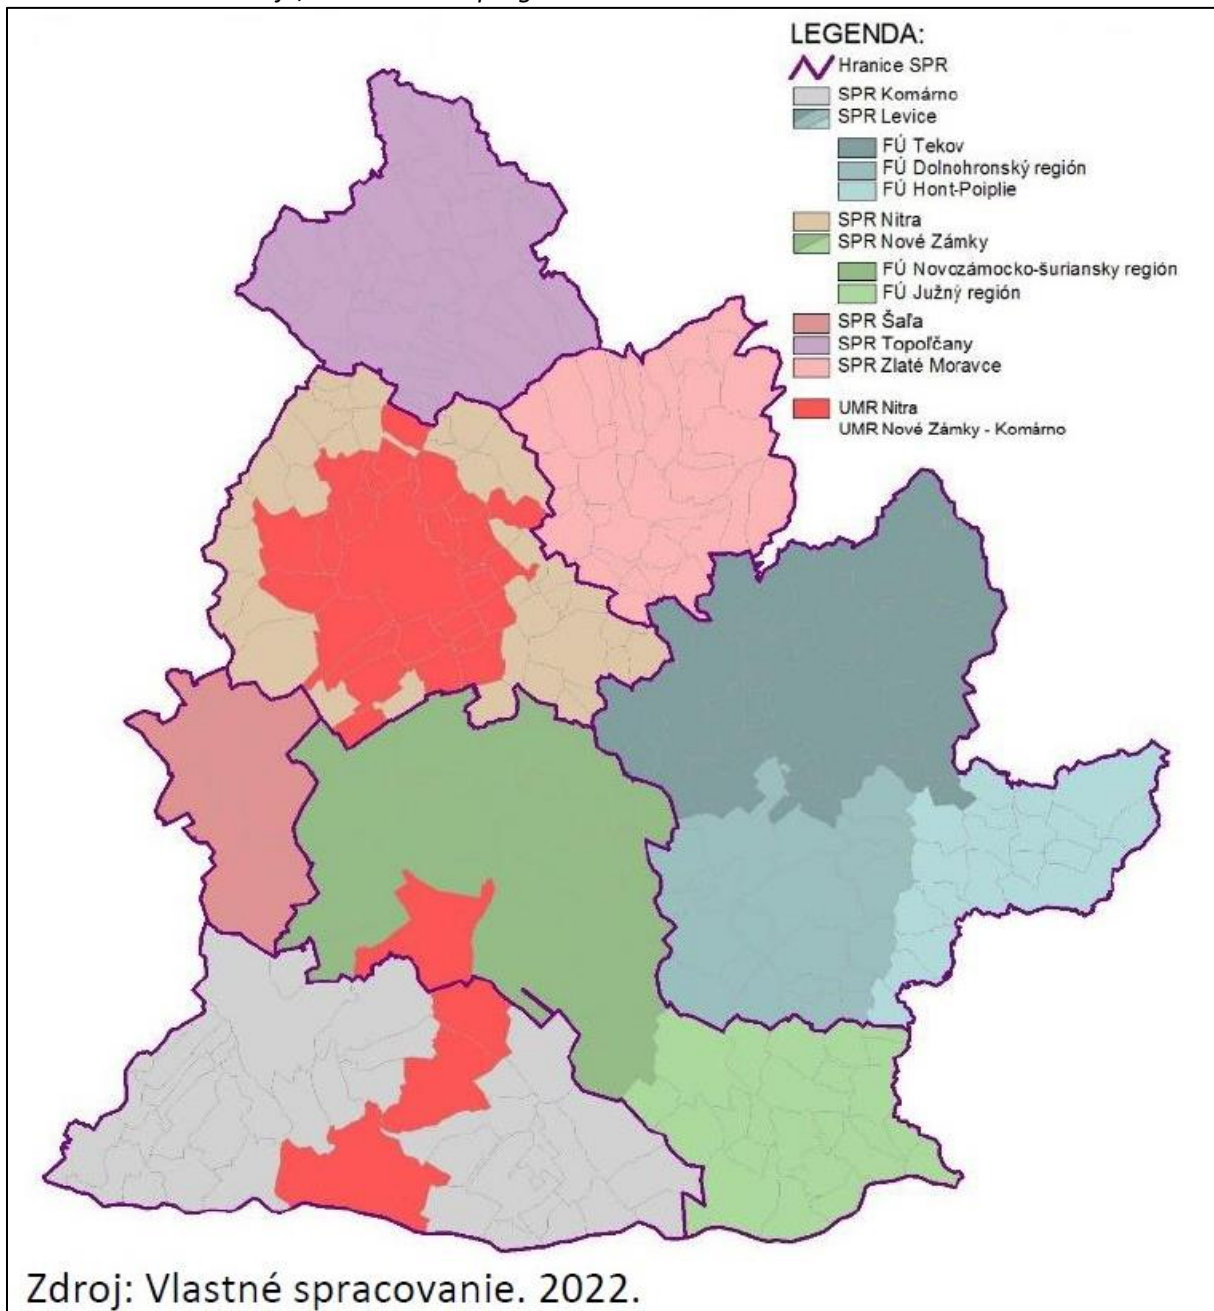 LEGENDA:
Hranice SPR
SPR Komárno
SPR Levice
FÚ Tekov
FÚ Dolnohronský región
FÚ Hont-Poiplie
SPR Nitra
SPR Nové Zámky
FÚ Novozámocko-šuriansky región
FÚ Južný región
SPR Šaľa
SPR Topoľčany
SPR Zlaté Moravce
UMR Nitra
UMR Nové Zámky - Komárno
Zdroj: Vlastné spracovanie. 2022.